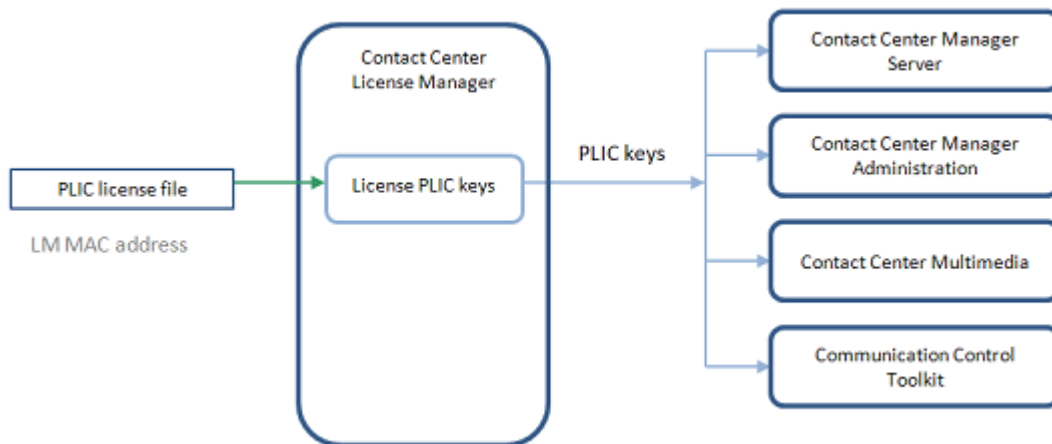 PLIC license file
LM MAC address
Contact Center
License Manager
License PLIC keys
PLIC keys
Contact Center Manager
Server
Contact Center Manager
Administration
Contact Center Multimedia
Communication Control
Toolkit